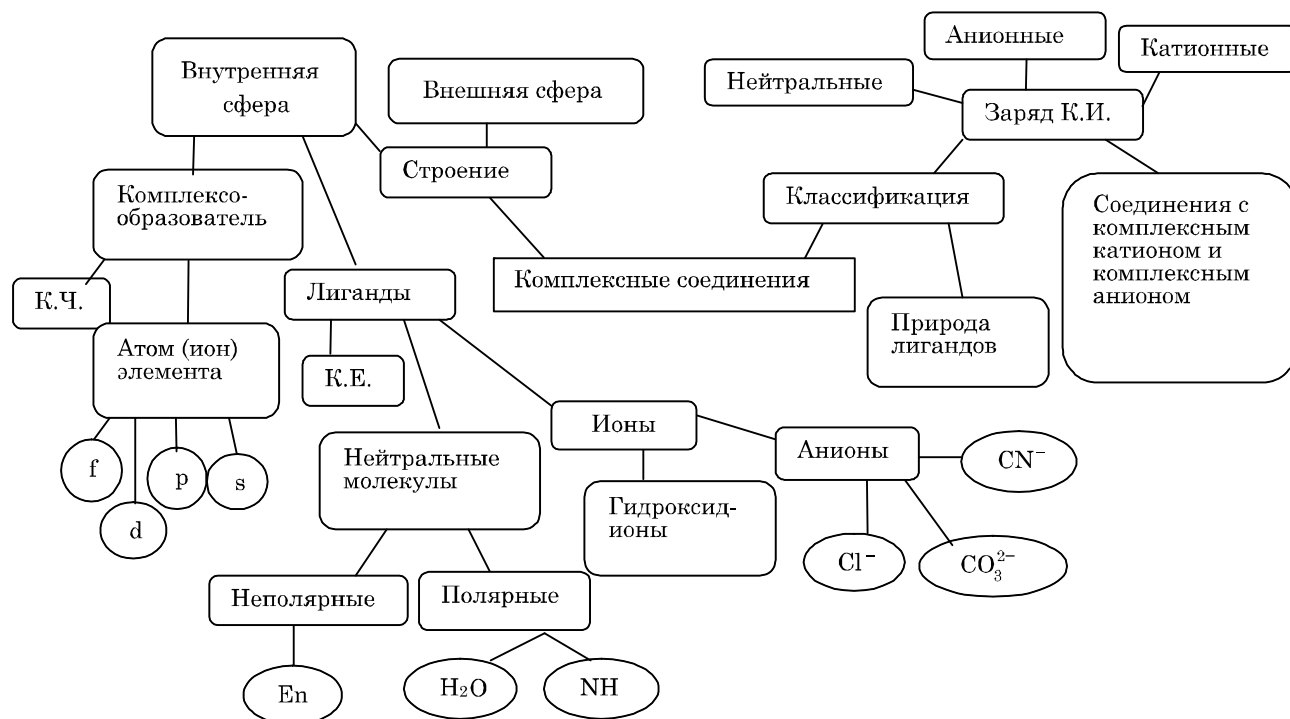 Анионные
Катионные
Нейтральные
Внутренняя
сфера
Внешняя сфера
Заряд К.И.
Строение
Классификация
Комплексо-
образователь
Соединения с
комплексным
катионом и
комплексным
анионом
Комплексные соединения
К.Ч.
Лиганды
Природа
лигандов
Атом (ион)
элемента
К.Е.
Ионы
Анионы
CN⁻
f
p
s
d
Нейтральные
молекулы
Гидроксид-
ионы
Cl⁻
CO₃²⁻
Неполярные
Полярные
En
H₂O
NH